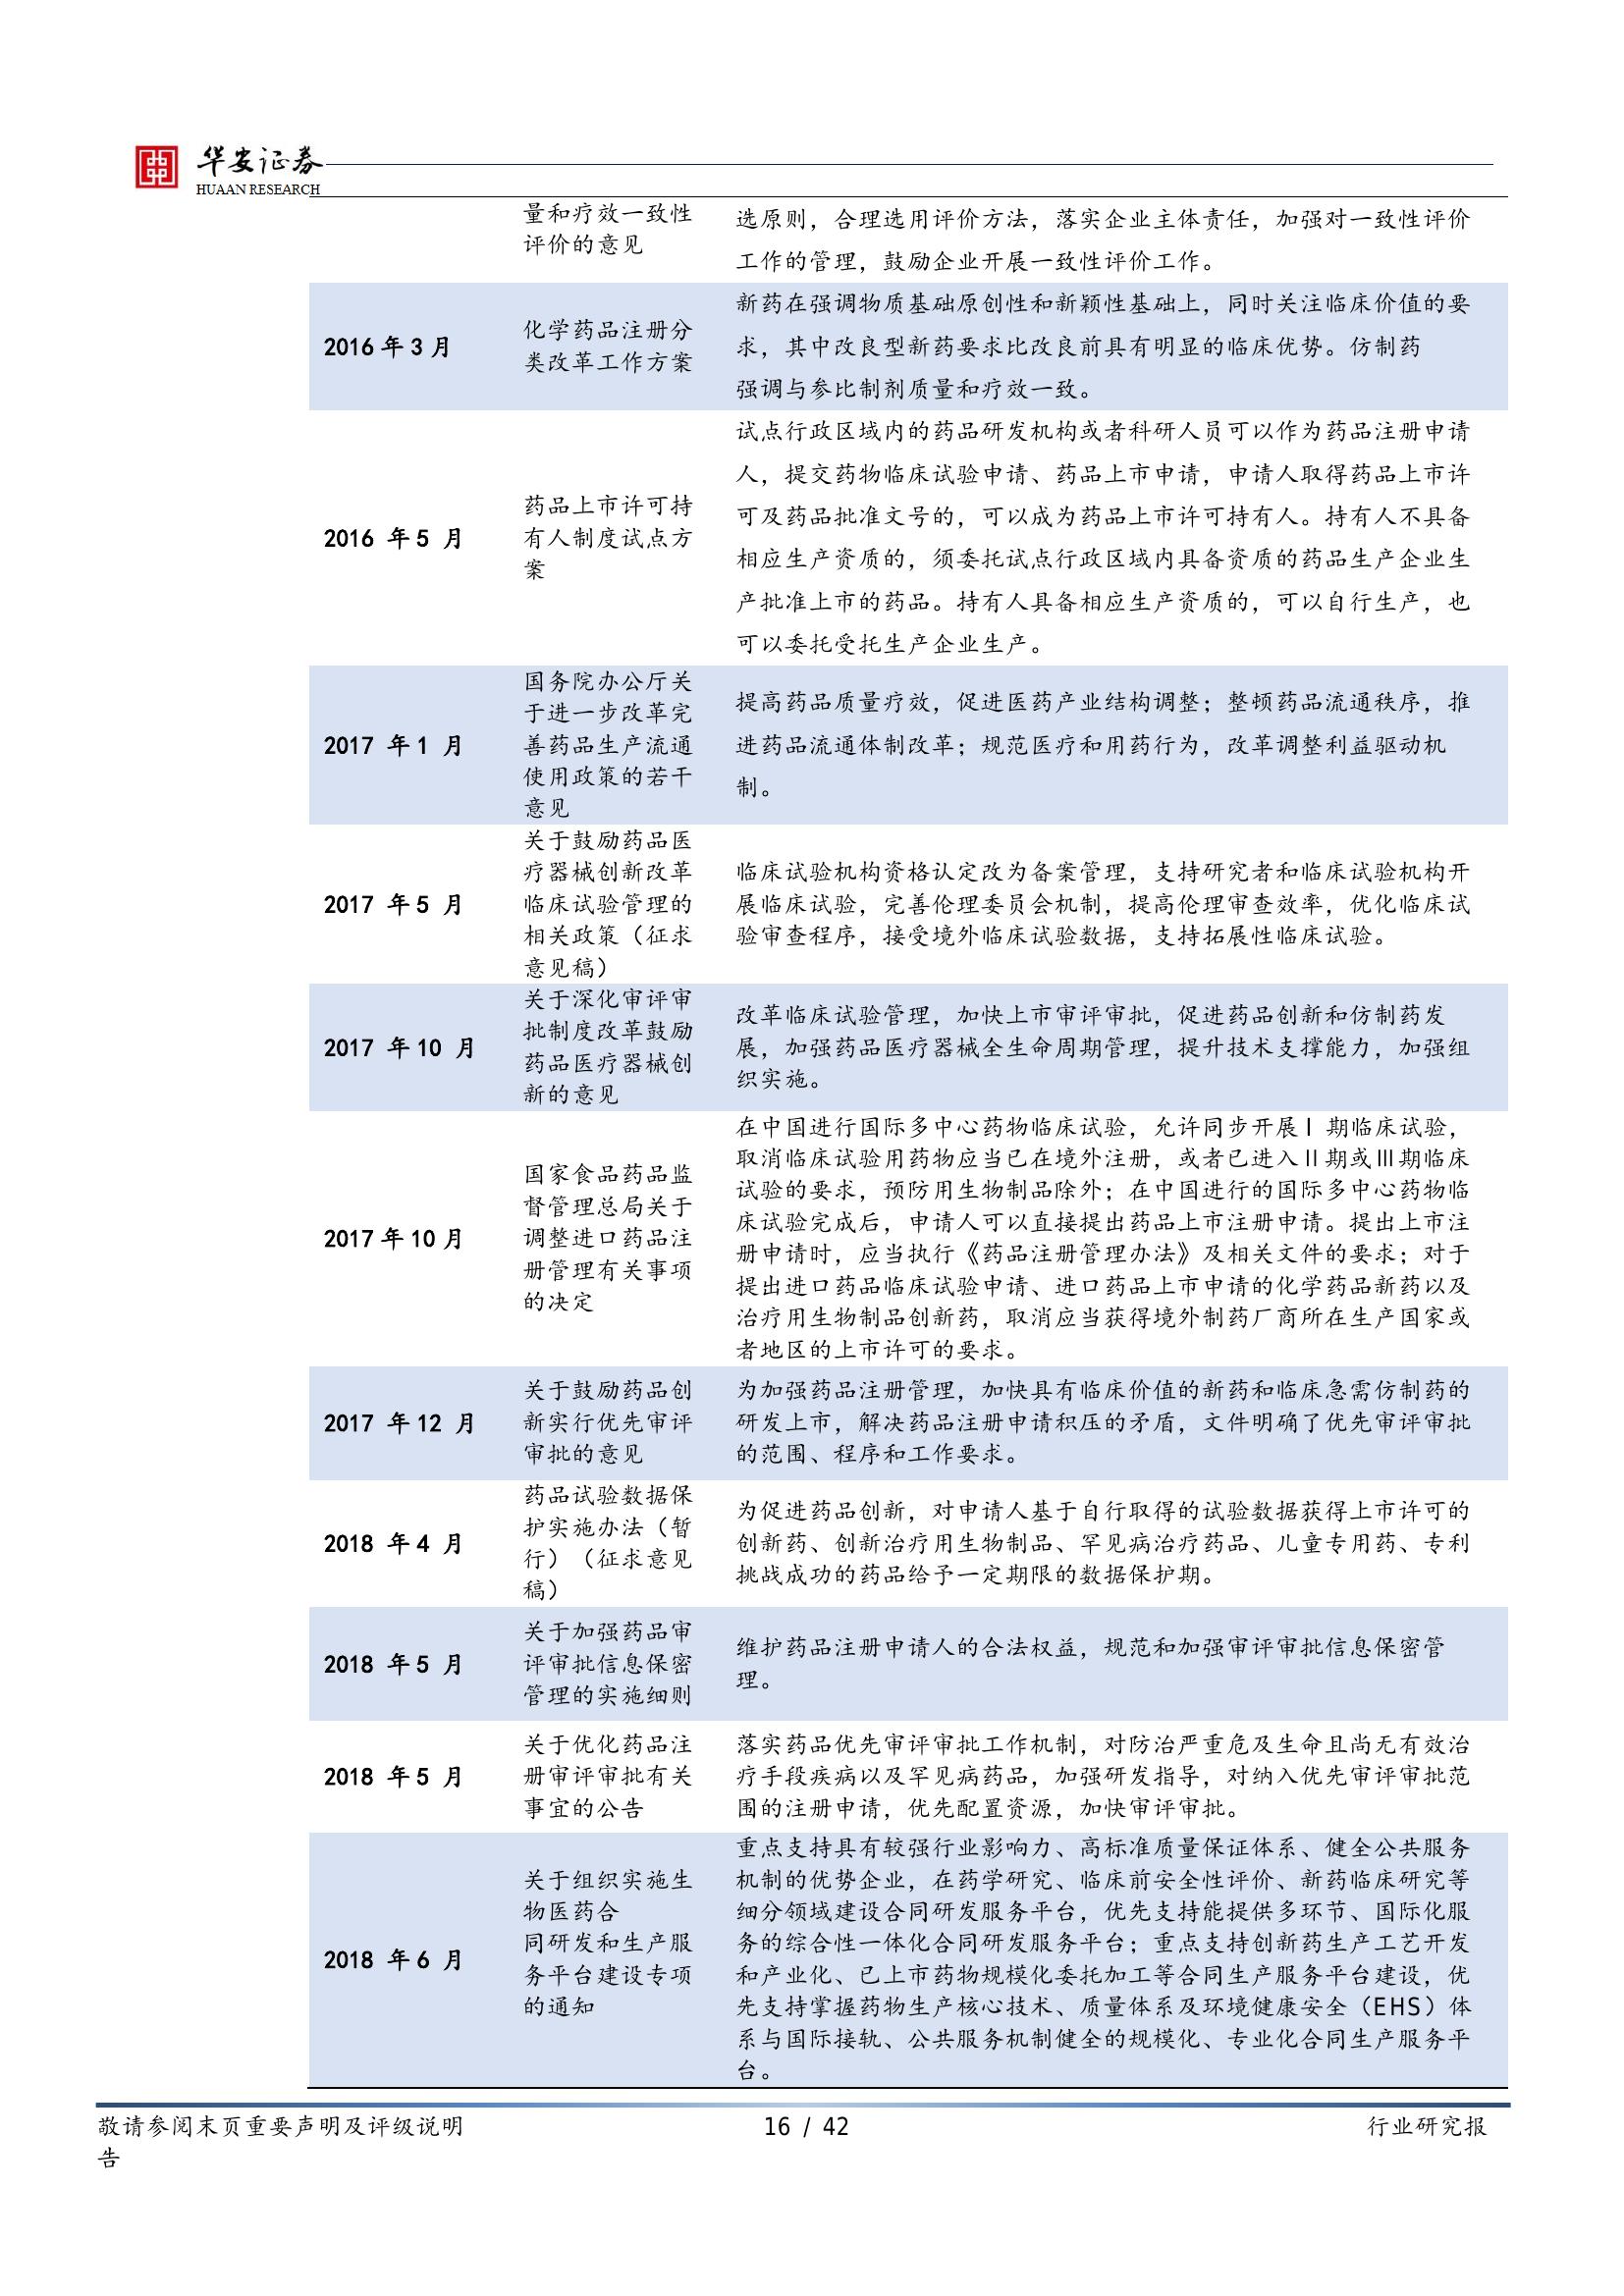 华安证券
HUAAN RESEARCH
量和疗效一致性
评价的意见
选原则，合理选用评价方法，落实企业主体责任，加强对一致性评价
工作的管理，鼓励企业开展一致性评价工作。
2016年3月
化学药品注册分
类改革工作方案
新药在强调物质基础原创性和新颖性基础上，同时关注临床价值的要
求，其中改良型新药要求比改良前具有明显的临床优势。仿制药
强调与参比制剂质量和疗效一致。
2016 年5 月
药品上市许可持
有人制度试点方
案
试点行政区域内的药品研发机构或者科研人员可以作为药品注册申请
人，提交药物临床试验申请、药品上市申请，申请人取得药品上市许
可及药品批准文号的，可以成为药品上市许可持有人。持有人不具备
相应生产资质的，须委托试点行政区域内具备资质的药品生产企业生
产批准上市的药品。持有人具备相应生产资质的，可以自行生产，也
可以委托受托生产企业生产。
2017 年1 月
国务院办公厅关
于进一步改革完
善药品生产流通
使用政策的若干
意见
提高药品质量疗效，促进医药产业结构调整；整顿药品流通秩序，推
进药品流通体制改革；规范医疗和用药行为，改革调整利益驱动机
制。
2017 年5 月
关于鼓励药品医
疗器械创新改革
临床试验管理的
相关政策（征求
意见稿）
临床试验机构资格认定改为备案管理，支持研究者和临床试验机构开
展临床试验，完善伦理委员会机制，提高伦理审查效率，优化临床试
验审查程序，接受境外临床试验数据，支持拓展性临床试验。
2017 年10 月
关于深化审评审
批制度改革鼓励
药品医疗器械创
新的意见
改革临床试验管理，加快上市审评审批，促进药品创新和仿制药发
展，加强药品医疗器械全生命周期管理，提升技术支撑能力，加强组
织实施。
2017年10月
国家食品药品监
督管理总局关于
调整进口药品注
册管理有关事项
的决定
在中国进行国际多中心药物临床试验，允许同步开展Ⅰ期临床试验，
取消临床试验用药物应当已在境外注册，或者已进入Ⅱ期或Ⅲ期临床
试验的要求，预防用生物制品除外；在中国进行的国际多中心药物临
床试验完成后，申请人可以直接提出药品上市注册申请。提出上市注
册申请时，应当执行《药品注册管理办法》及相关文件的要求；对于
提出进口药品临床试验申请、进口药品上市申请的化学药品新药以及
治疗用生物制品创新药，取消应当获得境外制药厂商所在生产国家或
者地区的上市许可的要求。
2017 年12 月
关于鼓励药品创
新实行优先审评
审批的意见
为加强药品注册管理，加快具有临床价值的新药和临床急需仿制药的
研发上市，解决药品注册申请积压的矛盾，文件明确了优先审评审批
的范围、程序和工作要求。
2018 年4 月
药品试验数据保
护实施办法（暂
行）（征求意见
稿）
为促进药品创新，对申请人基于自行取得的试验数据获得上市许可的
创新药、创新治疗用生物制品、罕见病治疗药品、儿童专用药、专利
挑战成功的药品给予一定期限的数据保护期。
2018 年5 月
关于加强药品审
评审批信息保密
管理的实施细则
维护药品注册申请人的合法权益，规范和加强审评审批信息保密管
理。
2018 年5 月
关于优化药品注
册审评审批有关
事宜的公告
落实药品优先审评审批工作机制，对防治严重危及生命且尚无有效治
疗手段疾病以及罕见病药品，加强研发指导，对纳入优先审评审批范
围的注册申请，优先配置资源，加快审评审批。
2018 年6 月
关于组织实施生
物医药合
同研发和生产服
务平台建设专项
的通知
重点支持具有较强行业影响力、高标准质量保证体系、健全公共服务
机制的优势企业，在药学研究、临床前安全性评价、新药临床研究等
细分领域建设合同研发服务平台，优先支持能提供多环节、国际化服
务的综合性一体化合同研发服务平台；重点支持创新药生产工艺开发
和产业化、已上市药物规模化委托加工等合同生产服务平台建设，优
先支持掌握药物生产核心技术、质量体系及环境健康安全（EHS）体
系与国际接轨、公共服务机制健全的规模化、专业化合同生产服务平
台。
敬请参阅末页重要声明及评级说明 16 / 42 行业研究报
告